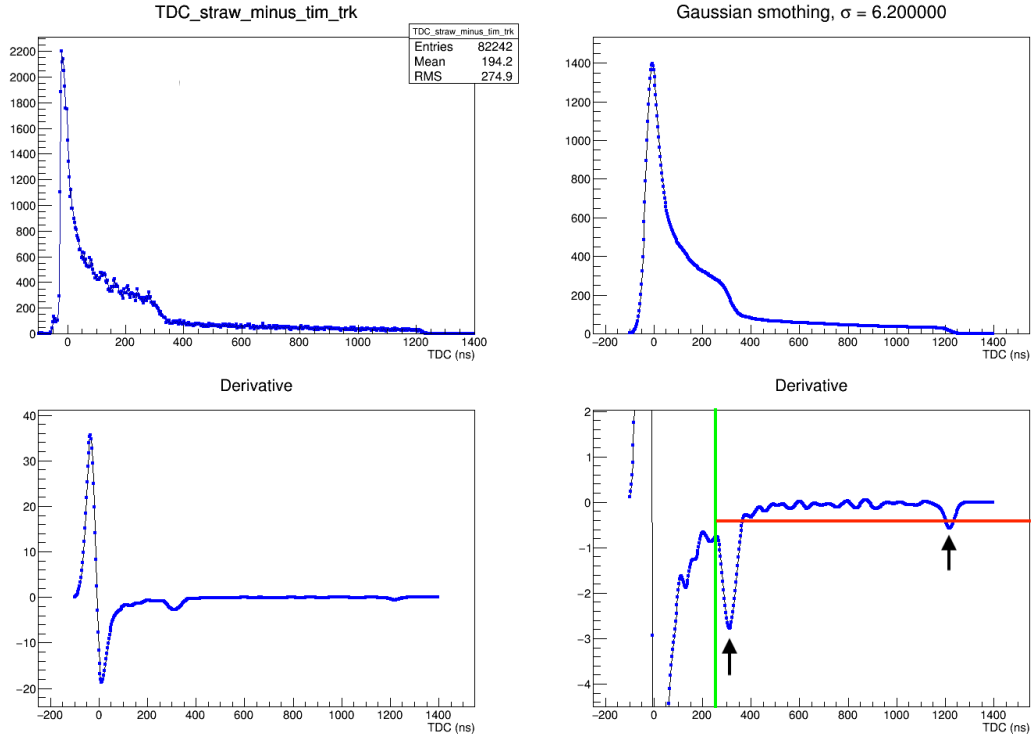 TDC_straw_minus_tim_trk
TDC_straw_minus_tim_trk
Entries 82242
Mean 194.2
RMS 274.9
2200
2000
1800
1600
1400
1200
1000
800
600
400
200
0
0 200 400 600 800 1000 1200 1400
TDC (ns)
Gaussian smothing, σ = 6.200000
1400
1200
1000
800
600
400
200
0
−200 0 200 400 600 800 1000 1200 1400
TDC (ns)
Derivative
40
30
20
10
0
−10
−20
0 200 400 600 800 1000 1200 1400
TDC (ns)
Derivative
2
1
0
−1
−2
−3
−4
−200 0 200 400 600 800 1000 1200 1400
TDC (ns)